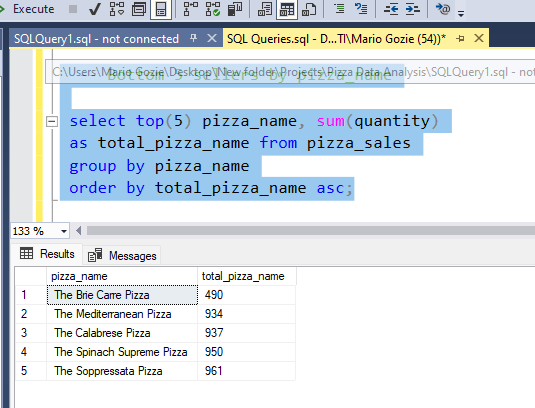 Execute
SQLQuery1.sql - not connected
SQL Queries.sql - D...TI\Mario Gozie (54))*
C:\Users\Mario Gozie\Desktop\New folder\Projects\Pizza Data Analysis\SQLQuery1.sql - not
Bottom 5 sellers by pizza_name
select top(5) pizza_name, sum(quantity)
as total_pizza_name from pizza_sales
group by pizza_name
order by total_pizza_name asc;
133 %
Results Messages
pizza_name total_pizza_name
1 The Brie Carre Pizza 490
2 The Mediterranean Pizza 934
3 The Calabrese Pizza 937
4 The Spinach Supreme Pizza 950
5 The Soppressata Pizza 961